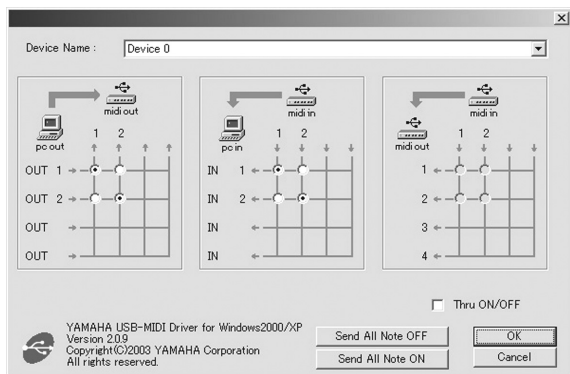 Device Name :
Device 0
midi out
pc out
1 2
OUT 1
OUT 2
OUT
OUT
midi in
pc in
1 2
IN 1
IN 2
IN
IN
midi in
midi out
1 2
1
2
3
4
Thru ON/OFF
YAMAHA USB-MIDI Driver for Windows2000/XP
Version 2.0.9
Copyright(C)2003 YAMAHA Corporation
All rights reserved.
Send All Note OFF
Send All Note ON
OK
Cancel